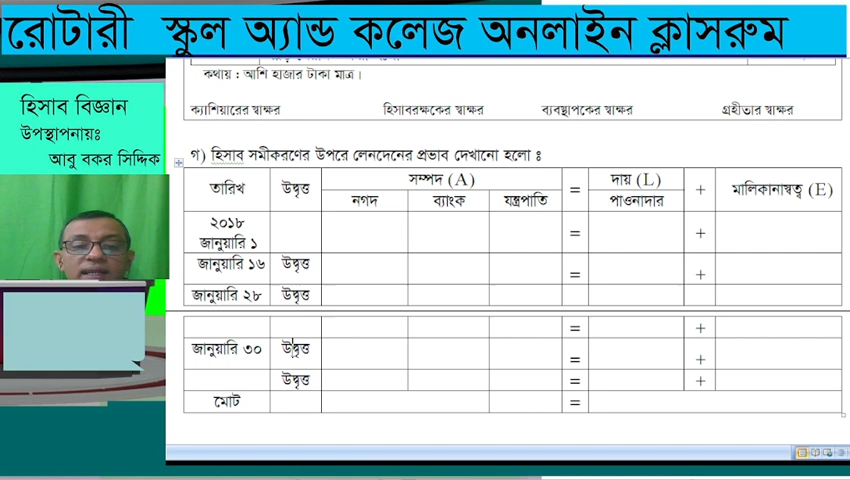 রোটারী স্কুল অ্যান্ড কলেজ অনলাইন ক্লাসরুম
হিসাব বিজ্ঞান
উপস্থাপনায়ঃ
আবু বকর সিদ্দিক
কথায় : আশি হাজার টাকা মাত্র।
ক্যাশিয়ারের স্বাক্ষর হিসাবরক্ষকের স্বাক্ষর ব্যবস্থাপকের স্বাক্ষর গ্রহীতার স্বাক্ষর
গ) হিসাব সমীকরণের উপরে লেনদেনের প্রভাব দেখানো হলো ঃ
তারিখ উদ্বৃত্ত সম্পদ (A) = দায় (L) + মালিকানাস্বত্ব (E)
নগদ ব্যাংক যন্ত্রপাতি পাওনাদার
২০১৮
জানুয়ারি ১ = +
জানুয়ারি ১৬ উদ্বৃত্ত = +
জানুয়ারি ২৮ উদ্বৃত্ত
= +
জানুয়ারি ৩০ উদ্বৃত্ত = +
উদ্বৃত্ত = +
মোট =